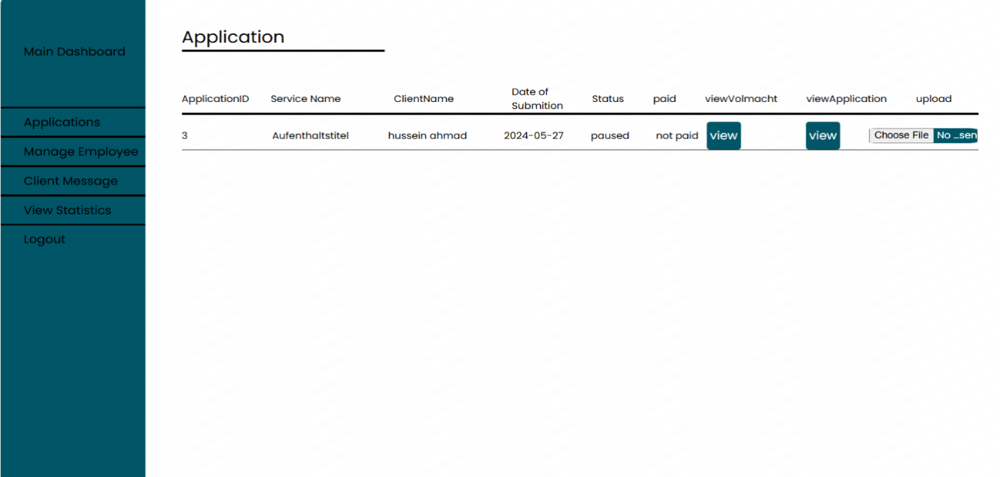 Main Dashboard
Applications
Manage Employee
Client Message
View Statistics
Logout
Application
ApplicationID Service Name ClientName Date of Submition Status paid viewVolmacht viewApplication upload
3 Aufenthaltstitel hussein ahmad 2024-05-27 paused not paid view view Choose File No ...sen